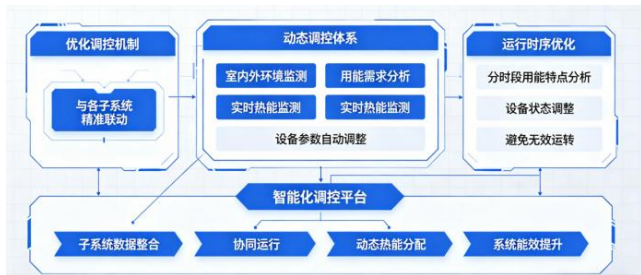 优化调控机制
与各子系统
精准联动
动态调控体系
室内外环境监测
用能需求分析
实时热能监测
实时热能监测
设备参数自动调整
运行时序优化
分时段用能特点分析
设备状态调整
避免无效运转
智能化调控平台
子系统数据整合
协同运行
动态热能分配
系统能效提升